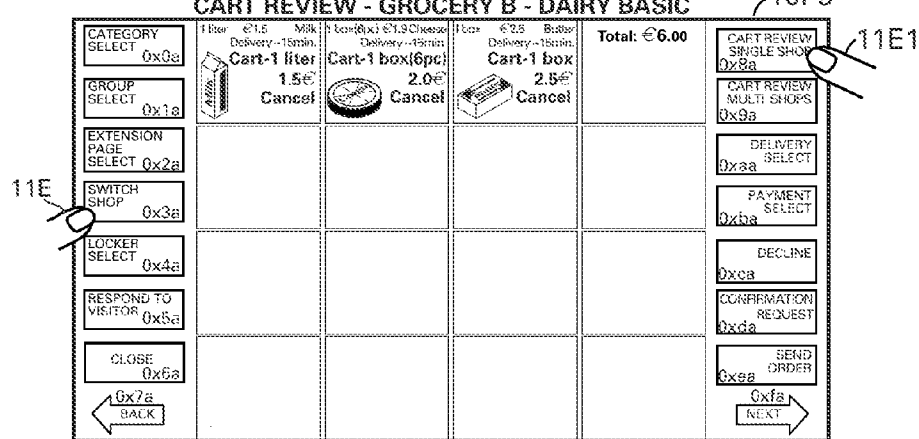 CART REVIEW - GROCERY B - DAIRY BASIC
CATEGORY
SELECT
0x0a
GROUP
SELECT
0x1a
EXTENSION
PAGE
SELECT 0x2a
11E
SWITCH
SHOP
0x3a
LOCKER
SELECT
0x4a
RESPOND TO
VISITOR 0x5a
CLOSE
0x6a
0x7a
BACK
1 liter €1.5 Milk
Delivery--15min.
Cart-1 liter
1.5€
Cancel
1 box(6pc) €1.9 Cheese
Delivery--15min
Cart-1 box(6pc)
2.0€
Cancel
1 box €2.5 Butter
Delivery--15min.
Cart-1 box
2.5€
Cancel
Total: €6.00
11E1
CART REVIEW
SINGLE SHOP
0x8a
CART REVIEW
MULTI SHOPS
0x9a
DELIVERY
SELECT
0xaa
PAYMENT
SELECT
0xba
DECLINE
0xca
CONFIRMATION
REQUEST
0xda
SEND
ORDER
0xea
0xfa
NEXT